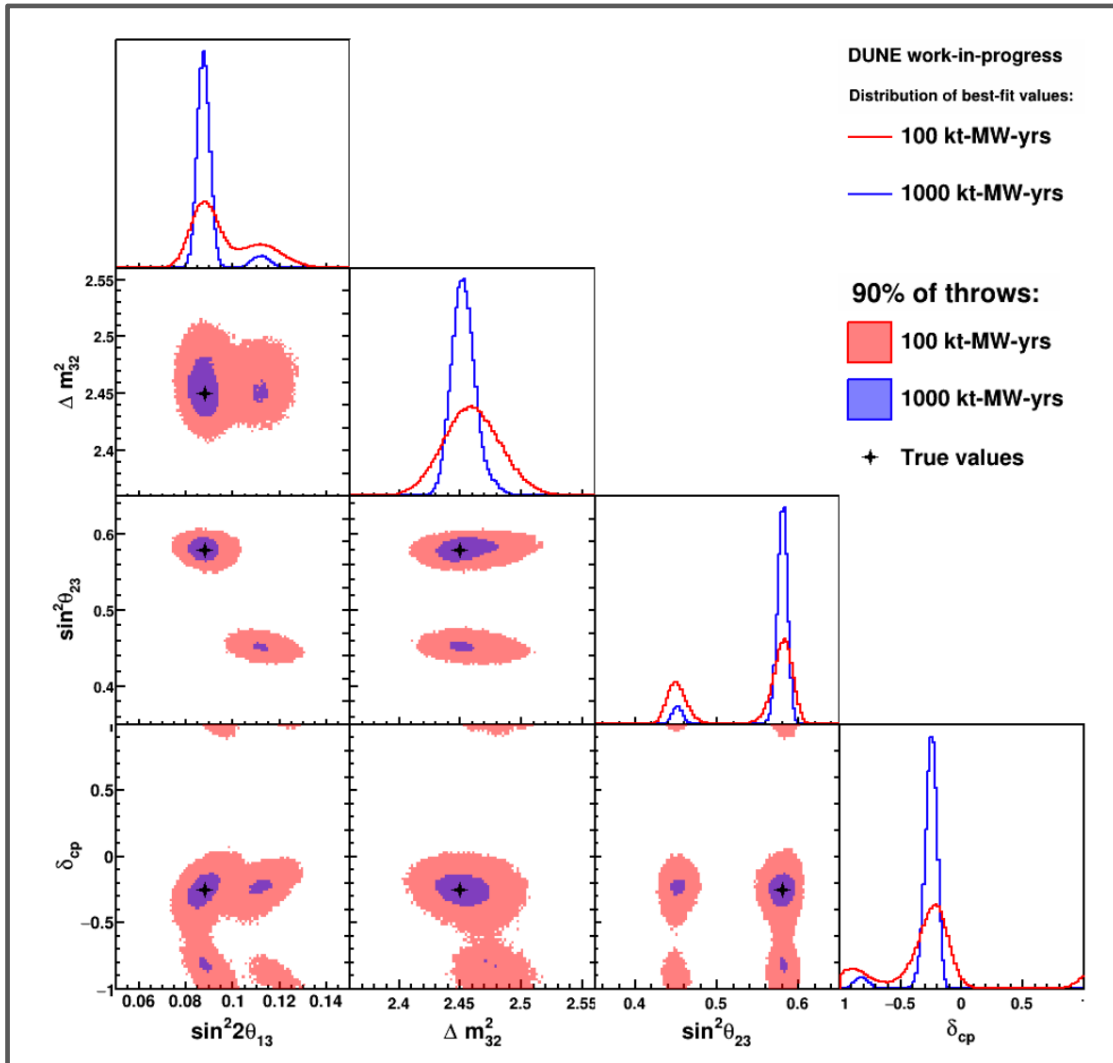 DUNE work-in-progress
Distribution of best-fit values:
100 kt-MW-yrs
1000 kt-MW-yrs
90% of throws:
100 kt-MW-yrs
1000 kt-MW-yrs
True values
2.55
2.5
2.45
2.4
Δ m²₃₂
0.6
0.5
0.4
sin²θ₂₃
1
0.5
0
−0.5
−1
δcp
0.06 0.08 0.1 0.12 0.14
2.4 2.45 2.5 2.55
0.4 0.5 0.6
1 −0.5 0 0.5
sin²2θ₁₃
Δ m²₃₂
sin²θ₂₃
δcp